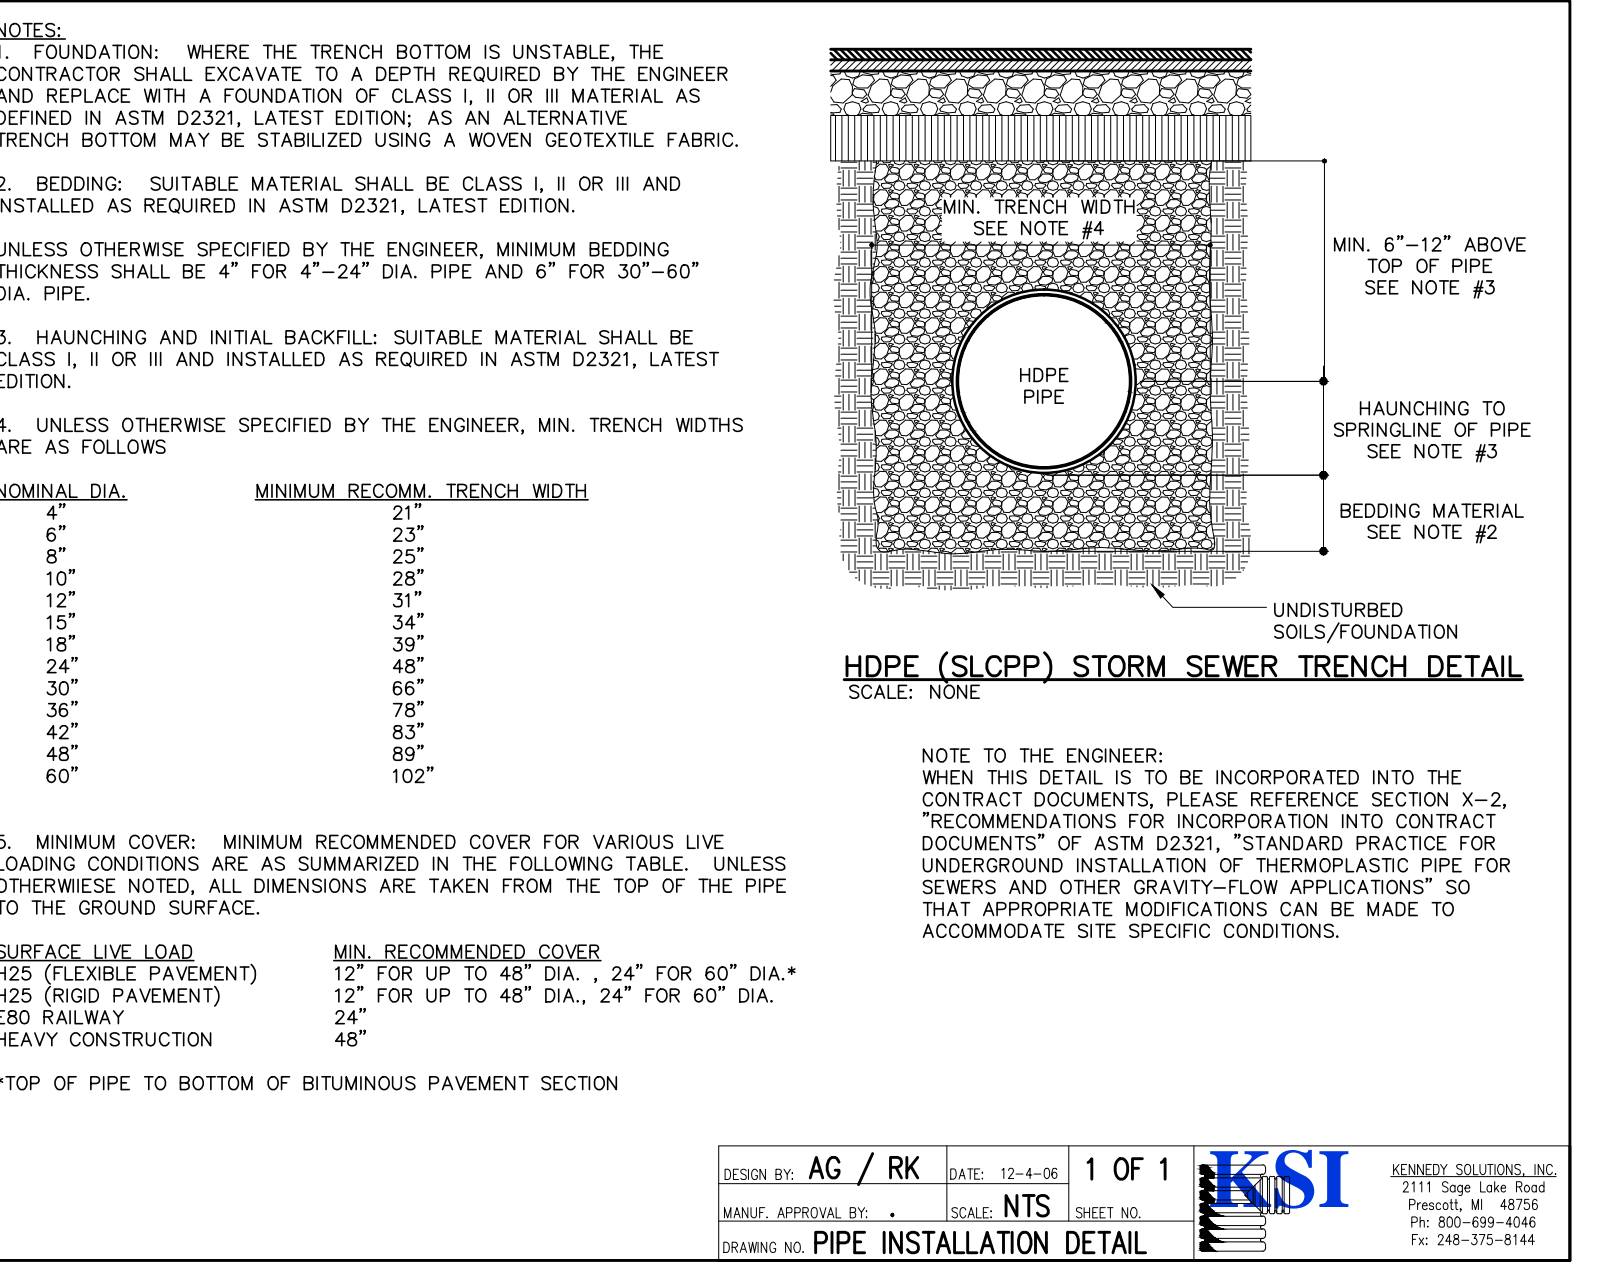 NOTES:
1. FOUNDATION: WHERE THE TRENCH BOTTOM IS UNSTABLE, THE
CONTRACTOR SHALL EXCAVATE TO A DEPTH REQUIRED BY THE ENGINEER
AND REPLACE WITH A FOUNDATION OF CLASS I, II OR III MATERIAL AS
DEFINED IN ASTM D2321, LATEST EDITION; AS AN ALTERNATIVE
TRENCH BOTTOM MAY BE STABILIZED USING A WOVEN GEOTEXTILE FABRIC.
2. BEDDING: SUITABLE MATERIAL SHALL BE CLASS I, II OR III AND
INSTALLED AS REQUIRED IN ASTM D2321, LATEST EDITION.
UNLESS OTHERWISE SPECIFIED BY THE ENGINEER, MINIMUM BEDDING
THICKNESS SHALL BE 4" FOR 4"-24" DIA. PIPE AND 6" FOR 30"-60"
DIA. PIPE.
3. HAUNCHING AND INITIAL BACKFILL: SUITABLE MATERIAL SHALL BE
CLASS I, II OR III AND INSTALLED AS REQUIRED IN ASTM D2321, LATEST
EDITION.
4. UNLESS OTHERWISE SPECIFIED BY THE ENGINEER, MIN. TRENCH WIDTHS
ARE AS FOLLOWS
NOMINAL DIA. MINIMUM RECOMM. TRENCH WIDTH
4" 21"
6" 23"
8" 25"
10" 28"
12" 31"
15" 34"
18" 39"
24" 48"
30" 66"
36" 78"
42" 83"
48" 89"
60" 102"
5. MINIMUM COVER: MINIMUM RECOMMENDED COVER FOR VARIOUS LIVE
LOADING CONDITIONS ARE AS SUMMARIZED IN THE FOLLOWING TABLE. UNLESS
OTHERWIIESE NOTED, ALL DIMENSIONS ARE TAKEN FROM THE TOP OF THE PIPE
TO THE GROUND SURFACE.
SURFACE LIVE LOAD MIN. RECOMMENDED COVER
H25 (FLEXIBLE PAVEMENT) 12" FOR UP TO 48" DIA. , 24" FOR 60" DIA.*
H25 (RIGID PAVEMENT) 12" FOR UP TO 48" DIA., 24" FOR 60" DIA.
E80 RAILWAY 24"
HEAVY CONSTRUCTION 48"
*TOP OF PIPE TO BOTTOM OF BITUMINOUS PAVEMENT SECTION
MIN. TRENCH WIDTH
SEE NOTE #4
HDPE
PIPE
MIN. 6"-12" ABOVE
TOP OF PIPE
SEE NOTE #3
HAUNCHING TO
SPRINGLINE OF PIPE
SEE NOTE #3
BEDDING MATERIAL
SEE NOTE #2
UNDISTURBED
SOILS/FOUNDATION
HDPE (SLCPP) STORM SEWER TRENCH DETAIL
SCALE: NONE
NOTE TO THE ENGINEER:
WHEN THIS DETAIL IS TO BE INCORPORATED INTO THE
CONTRACT DOCUMENTS, PLEASE REFERENCE SECTION X-2,
"RECOMMENDATIONS FOR INCORPORATION INTO CONTRACT
DOCUMENTS" OF ASTM D2321, "STANDARD PRACTICE FOR
UNDERGROUND INSTALLATION OF THERMOPLASTIC PIPE FOR
SEWERS AND OTHER GRAVITY-FLOW APPLICATIONS" SO
THAT APPROPRIATE MODIFICATIONS CAN BE MADE TO
ACCOMMODATE SITE SPECIFIC CONDITIONS.
DESIGN BY: AG / RK DATE: 12-4-06 1 OF 1
MANUF. APPROVAL BY: . SCALE: NTS SHEET NO.
DRAWING NO. PIPE INSTALLATION DETAIL
KSI
KENNEDY SOLUTIONS, INC.
2111 Sage Lake Road
Prescott, MI 48756
Ph: 800-699-4046
Fx: 248-375-8144